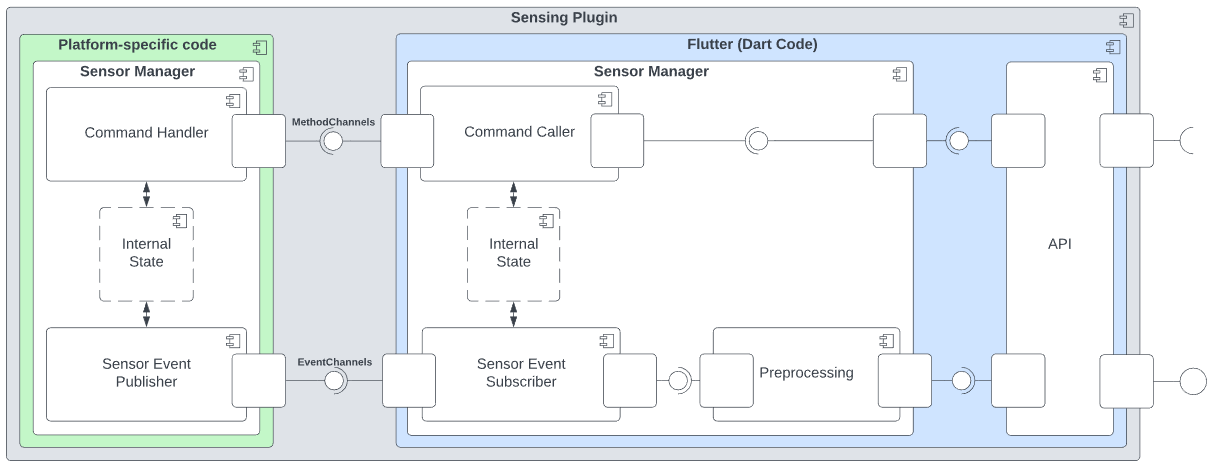 Sensing Plugin
Platform-specific code
Flutter (Dart Code)
Sensor Manager
Sensor Manager
Command Handler
MethodChannels
Command Caller
Internal
State
Internal
State
API
Sensor Event
Publisher
EventChannels
Sensor Event
Subscriber
Preprocessing